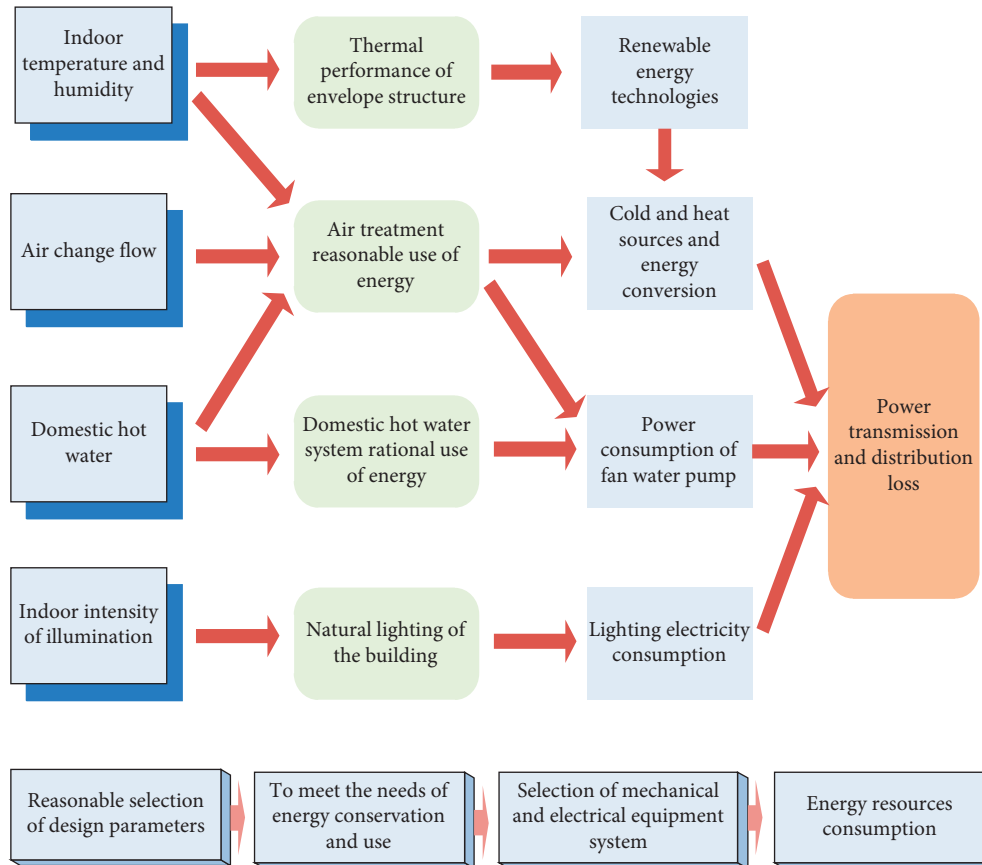 Indoor
temperature and
humidity
Thermal
performance of
envelope structure
Renewable
energy
technologies
Air change flow
Air treatment
reasonable use of
energy
Cold and heat
sources and
energy
conversion
Domestic hot
water
Domestic hot water
system rational use
of energy
Power
consumption of
fan water pump
Power
transmission
and distribution
loss
Indoor intensity
of illumination
Natural lighting of
the building
Lighting electricity
consumption
Reasonable selection
of design parameters
To meet the needs of
energy conservation
and use
Selection of mechanical
and electrical equipment
system
Energy resources
consumption